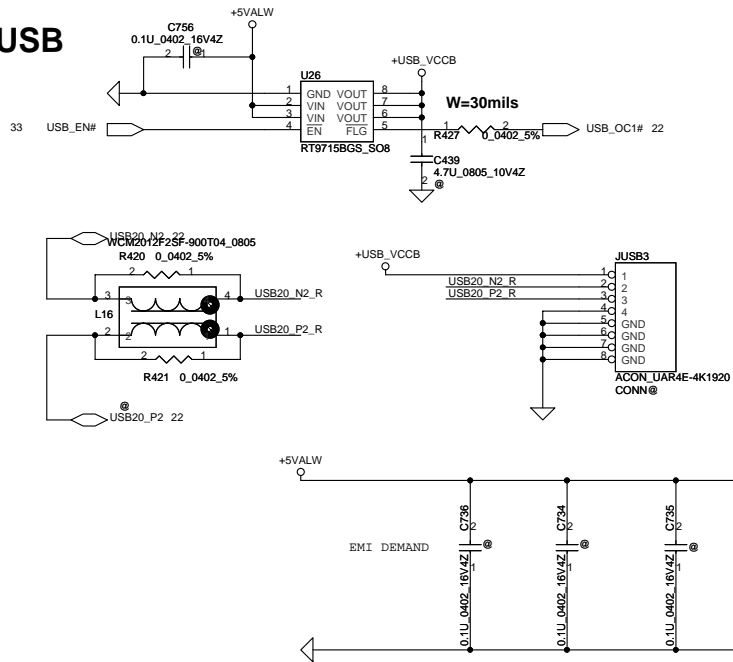 USB
+5VALW
C756
0.1U_0402_16V4Z
2 @ 1
+USB_VCCB
U26
1 GND VOUT 8
2 VIN VOUT 7
3 VIN VOUT 6
4 EN FLG 5
RT9715BGS_SO8
W=30mils
33 USB_EN#
1 2
R427 0_0402_5%
USB_OC1# 22
1
C439
4.7U_0805_10V4Z
2
@
USB20_N2 22
WCM2012F2SF-900T04_0805
R420 0_0402_5%
2 1
3 3 4 USB20_N2_R
L16
2 2 1 USB20_P2_R
2 1
R421 0_0402_5%
@
USB20_P2 22
+USB_VCCB
JUSB3
1 1
USB20_N2_R 2 2
USB20_P2_R 3 3
4 4
5 GND
6 GND
7 GND
8 GND
ACON_UAR4E-4K1920
CONN@
+5VALW
EMI DEMAND
C736
2
@
1
0.1U_0402_16V4Z
C734
2
@
1
0.1U_0402_16V4Z
C735
2
@
1
0.1U_0402_16V4Z